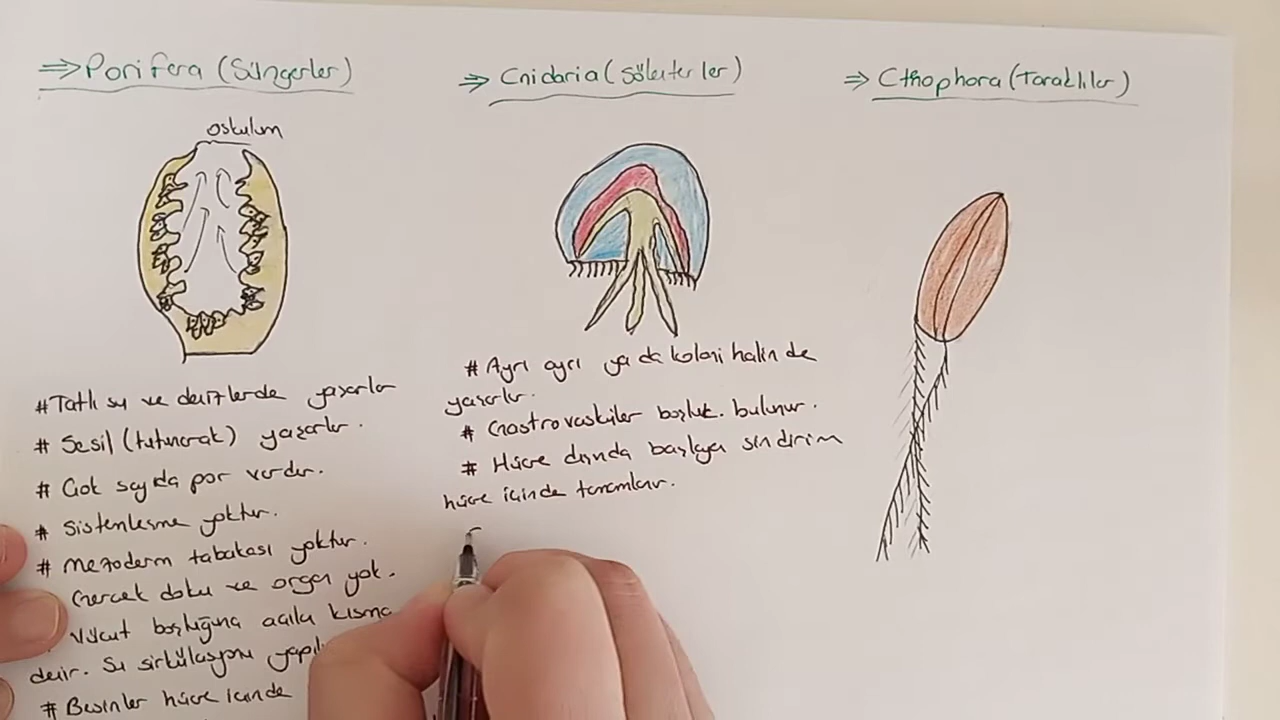 ⇒ Porifera (Süngerler)
oskulum
# Tatlı su ve denizlerde yaşarlar
# Sesil (tutunarak) yaşarlar.
# Çok sayıda por vardır.
# Sistemleşme yoktur.
# Mezoderm tabakası yoktur.
Gerçek doku ve organ yok.
Vücut boşluğuna açılan kısma
denir. Su sirkülasyonu
# Besinler hücre içinde
⇒ Cnidaria (Sölenterler)
# Ayrı ayrı ya da koloni halinde
yaşarlar.
# Gastrovasküler boşluk bulunur.
# Hücre dışında başlayan sindirim
hücre içinde tamamlanır.
⇒ Cthophora (Taraklılar)